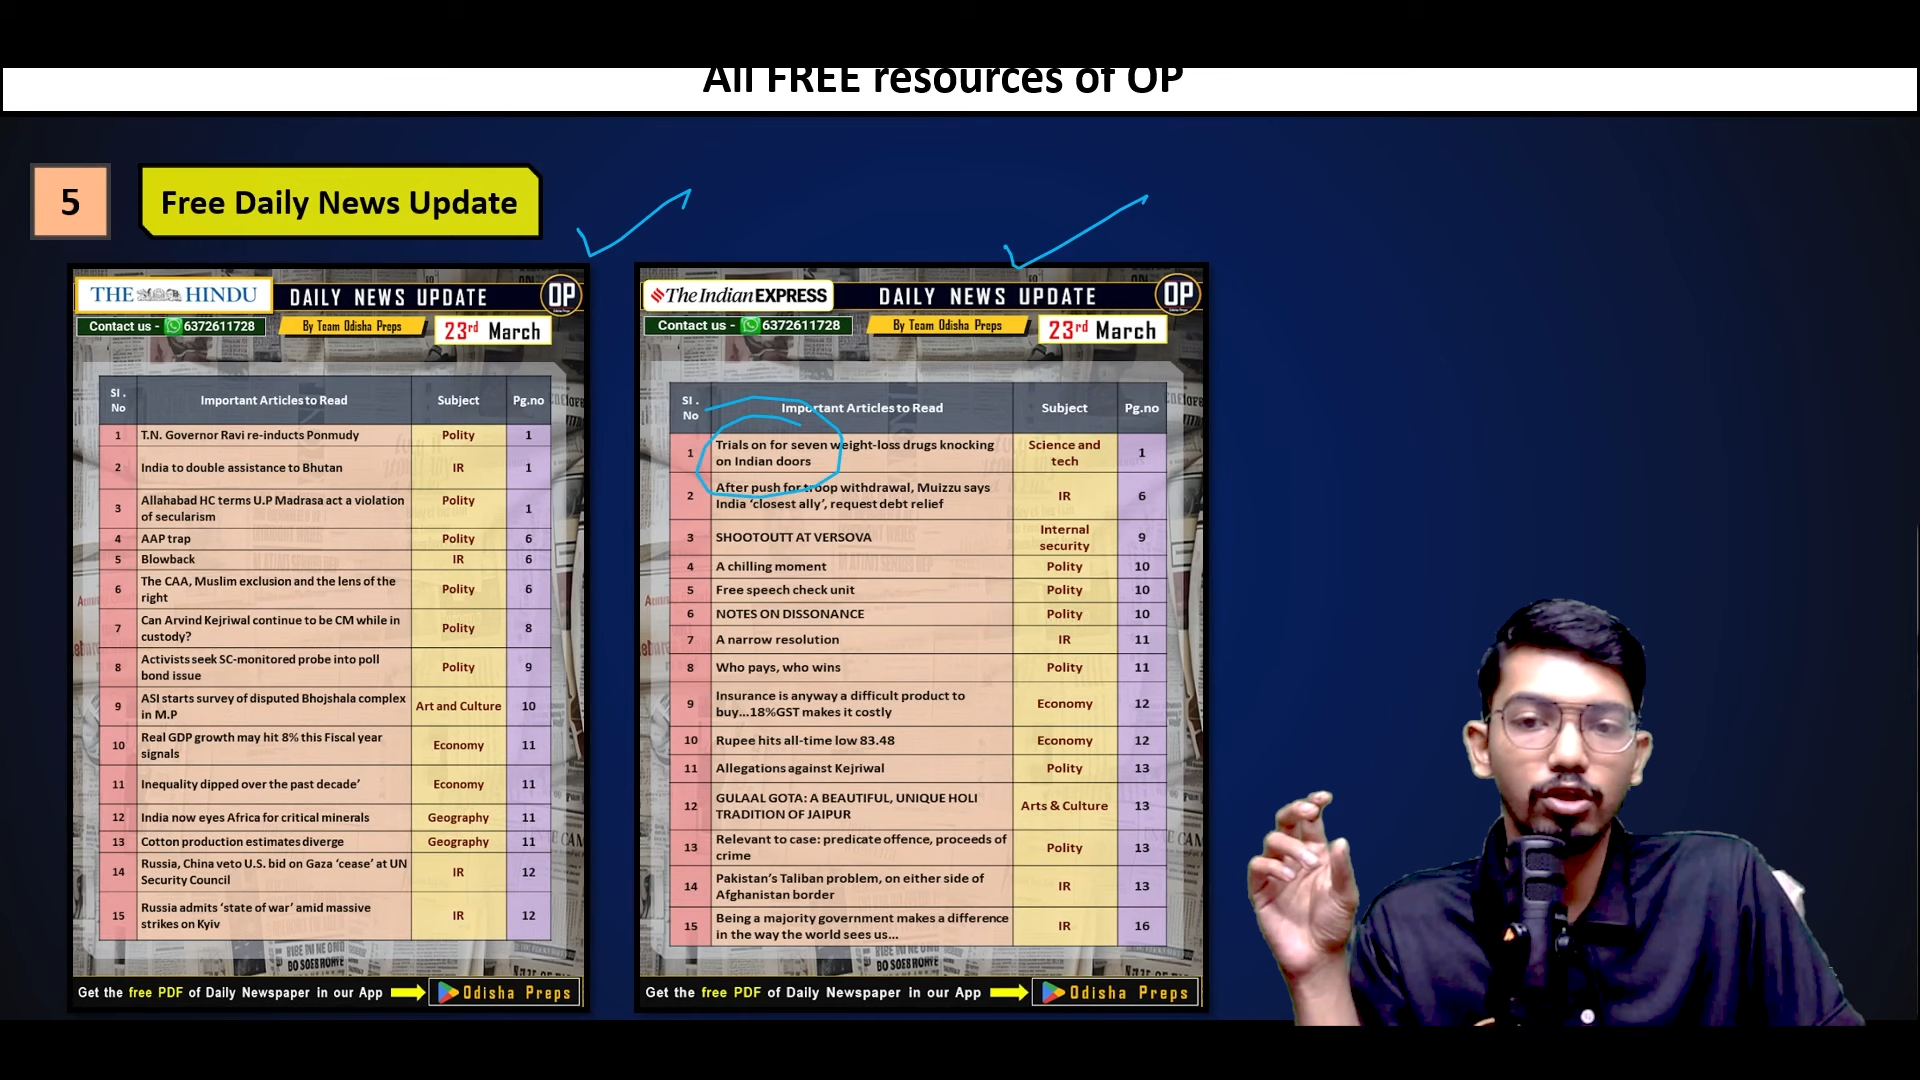 All FREE resources of OP
5
Free Daily News Update
THE HINDU
DAILY NEWS UPDATE
OP
Contact us - 6372611728
By Team Odisha Preps
23rd March
Sl . No
Important Articles to Read
Subject
Pg.no
1 T.N. Governor Ravi re-inducts Ponmudy Polity 1
2 India to double assistance to Bhutan IR 1
3 Allahabad HC terms U.P Madrasa act a violation
of secularism Polity 1
4 AAP trap Polity 6
5 Blowback IR 6
6 The CAA, Muslim exclusion and the lens of the
right Polity 6
7 Can Arvind Kejriwal continue to be CM while in
custody? Polity 8
8 Activists seek SC-monitored probe into poll
bond issue Polity 9
9 ASI starts survey of disputed Bhojshala complex
in M.P Art and Culture 10
10 Real GDP growth may hit 8% this Fiscal year
signals Economy 11
11 Inequality dipped over the past decade’ Economy 11
12 India now eyes Africa for critical minerals Geography 11
13 Cotton production estimates diverge Geography 11
14 Russia, China veto U.S. bid on Gaza ‘cease’ at UN
Security Council IR 12
15 Russia admits ‘state of war’ amid massive
strikes on Kyiv IR 12
Get the free PDF of Daily Newspaper in our App
Odisha Preps
The Indian EXPRESS
DAILY NEWS UPDATE
OP
Contact us - 6372611728
By Team Odisha Preps
23rd March
Sl . No
Important Articles to Read
Subject
Pg.no
1 Trials on for seven weight-loss drugs knocking
on Indian doors Science and tech 1
2 After push for troop withdrawal, Muizzu says
India ‘closest ally’, request debt relief IR 6
3 SHOOTOUTT AT VERSOVA Internal security 9
4 A chilling moment Polity 10
5 Free speech check unit Polity 10
6 NOTES ON DISSONANCE Polity 10
7 A narrow resolution IR 11
8 Who pays, who wins Polity 11
9 Insurance is anyway a difficult product to
buy...18%GST makes it costly Economy 12
10 Rupee hits all-time low 83.48 Economy 12
11 Allegations against Kejriwal Polity 13
12 GULAAL GOTA: A BEAUTIFUL, UNIQUE HOLI
TRADITION OF JAIPUR Arts & Culture 13
13 Relevant to case: predicate offence, proceeds of
crime Polity 13
14 Pakistan’s Taliban problem, on either side of
Afghanistan border IR 13
15 Being a majority government makes a difference
in the way the world sees us... IR 16
Get the free PDF of Daily Newspaper in our App
Odisha Preps